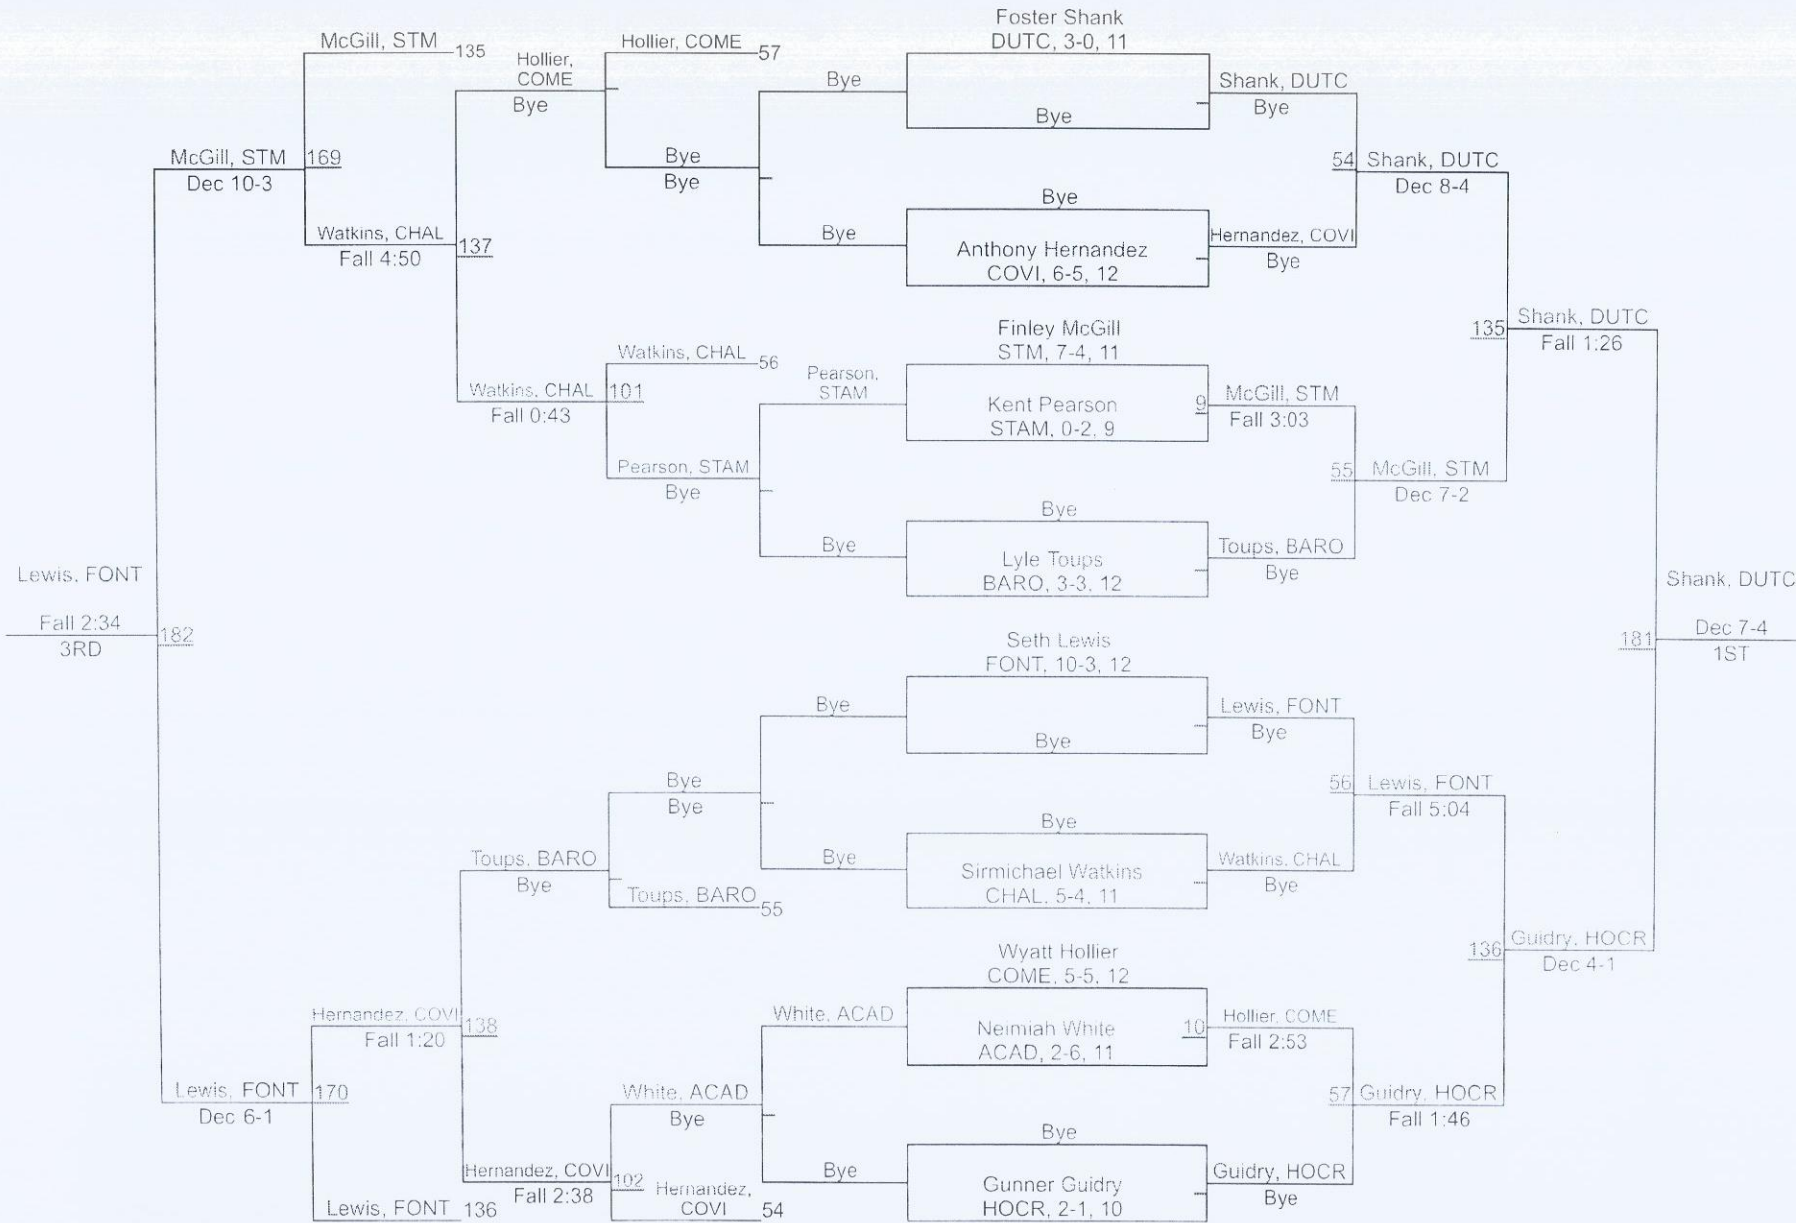 Foster Shank
DUTC, 3-0, 11
McGill, STM
135
Hollier, COME
57
Hollier,
COME
Bye
Bye
Bye
Shank, DUTC
Bye
McGill, STM
169
Dec 10-3
Bye
Bye
54
Shank, DUTC
Dec 8-4
Bye
Watkins, CHAL
137
Fall 4:50
Bye
Anthony Hernandez
COVI, 6-5, 12
Hernandez, COVI
Bye
Finley McGill
STM, 7-4, 11
135
Shank, DUTC
Fall 1:26
Watkins, CHAL
56
Pearson,
STAM
Watkins, CHAL
101
Fall 0:43
Kent Pearson
STAM, 0-2, 9
9
McGill, STM
Fall 3:03
Pearson, STAM
Bye
55
McGill, STM
Dec 7-2
Bye
Bye
Lyle Toups
BARO, 3-3, 12
Toups, BARO
Bye
Lewis, FONT
Fall 2:34
3RD
182
Shank, DUTC
181
Dec 7-4
1ST
Seth Lewis
FONT, 10-3, 12
Bye
Bye
Lewis, FONT
Bye
Bye
Bye
56
Lewis, FONT
Fall 5:04
Bye
Toups, BARO
Bye
Bye
Sirmichael Watkins
CHAL, 5-4, 11
Watkins, CHAL
Bye
Toups, BARO
55
Wyatt Hollier
COME, 5-5, 12
136
Guidry, HOCR
Dec 4-1
Hernandez, COVI
138
Fall 1:20
White, ACAD
Neimiah White
ACAD, 2-6, 11
10
Hollier, COME
Fall 2:53
Lewis, FONT
170
Dec 6-1
White, ACAD
Bye
57
Guidry, HOCR
Fall 1:46
Bye
Hernandez, COVI
102
Fall 2:38
Bye
Gunner Guidry
HOCR, 2-1, 10
Guidry, HOCR
Bye
Lewis, FONT
136
Hernandez,
COVI
54